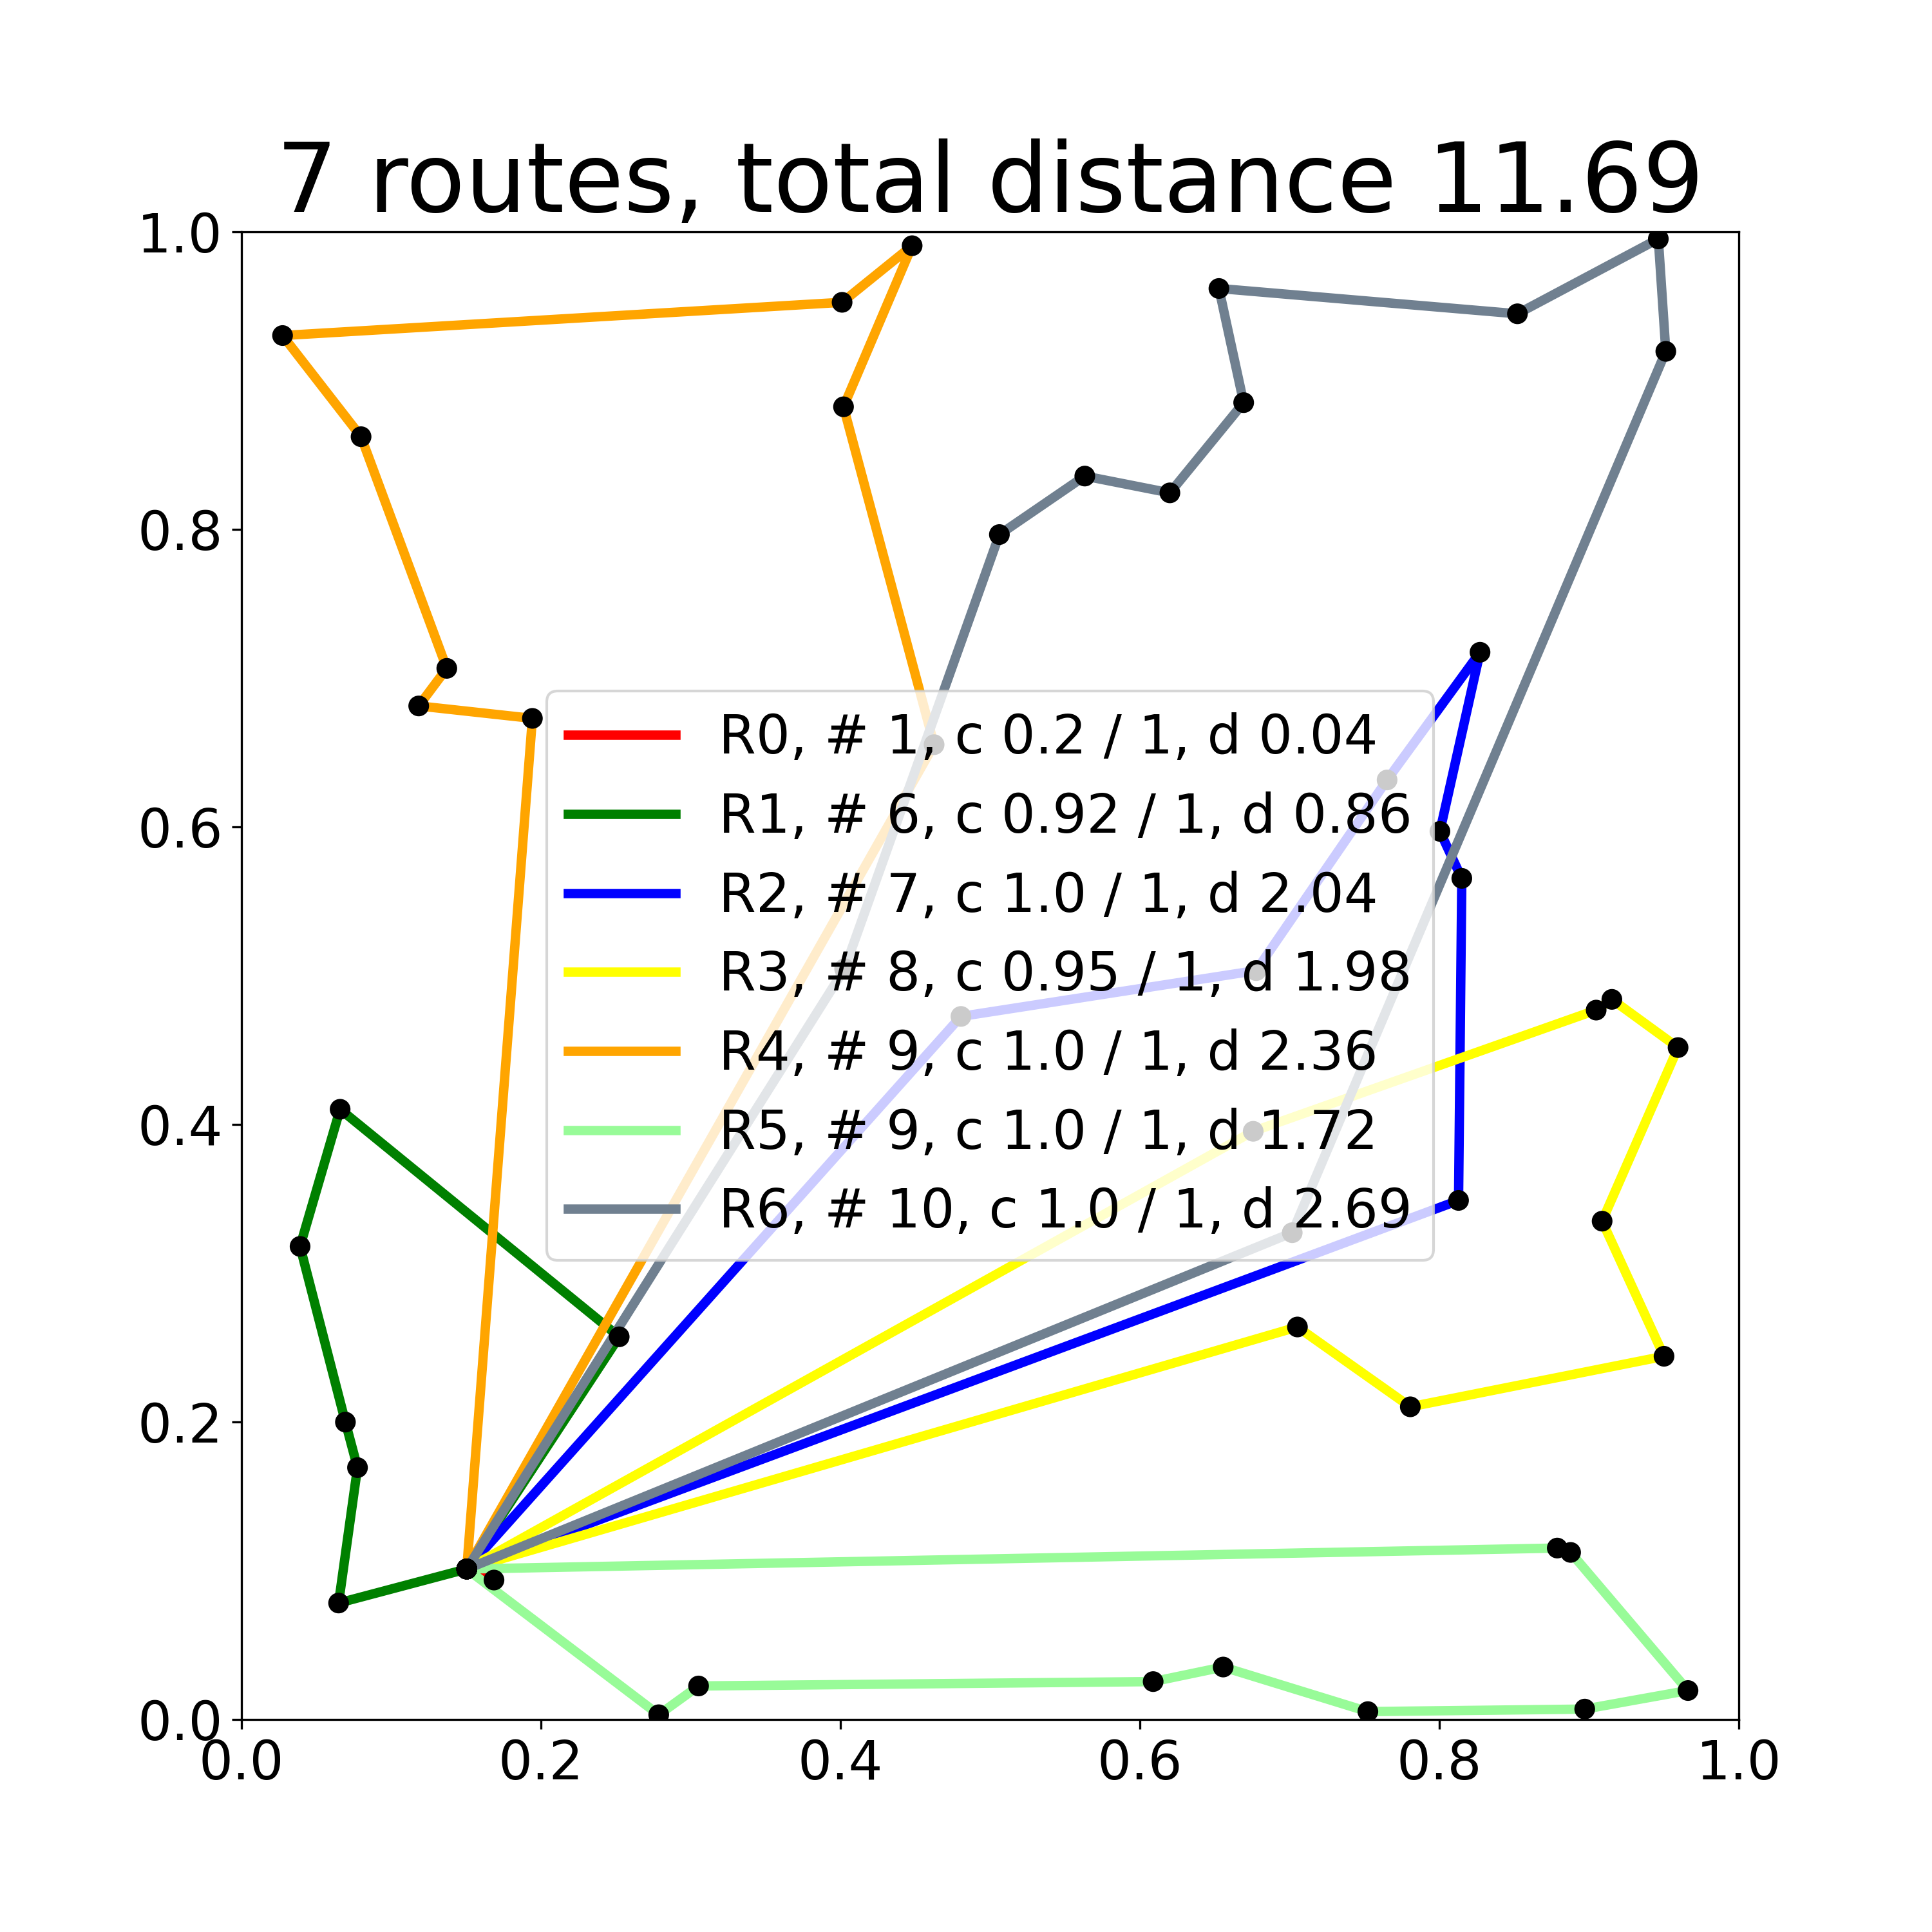 7 routes, total distance 11.69
1.0
0.8
0.6
0.4
0.2
0.0
R0, # 1, c 0.2 / 1, d 0.04
R1, # 6, c 0.92 / 1, d 0.86
R2, # 7, c 1.0 / 1, d 2.04
R3, # 8, c 0.95 / 1, d 1.98
R4, # 9, c 1.0 / 1, d 2.36
R5, # 9, c 1.0 / 1, d 1.72
R6, # 10, c 1.0 / 1, d 2.69
0.0 0.2 0.4 0.6 0.8 1.0